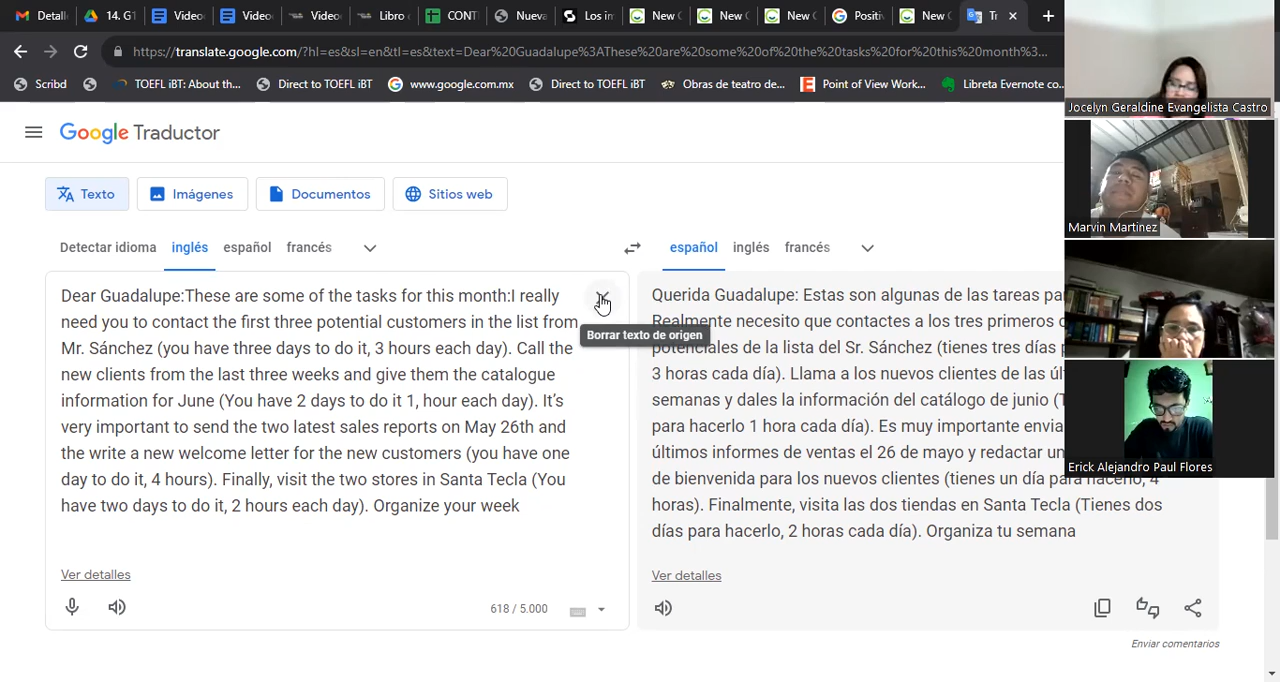 Detall
14. G1
Videoc
Videoc
Videoc
Libro c
CONT
Nueva
Los im
New C
New C
New C
Positiv
New C
Tr
https://translate.google.com/?hl=es&sl=en&tl=es&text=Dear%20Guadalupe%3AThese%20are%20some%20of%20the%20tasks%20for%20this%20month%3...
Scribd
TOEFL iBT: About th...
Direct to TOEFL iBT
www.google.com.mx
Direct to TOEFL iBT
Obras de teatro de...
Point of View Work...
Libreta Evernote co...
Google Traductor
Texto
Imágenes
Documentos
Sitios web
Detectar idioma
inglés
español
francés
español
inglés
francés
Dear Guadalupe:These are some of the tasks for this month:I really
need you to contact the first three potential customers in the list from
Mr. Sánchez (you have three days to do it, 3 hours each day). Call the
new clients from the last three weeks and give them the catalogue
information for June (You have 2 days to do it 1, hour each day). It's
very important to send the two latest sales reports on May 26th and
the write a new welcome letter for the new customers (you have one
day to do it, 4 hours). Finally, visit the two stores in Santa Tecla (You
have two days to do it, 2 hours each day). Organize your week
Borrar texto de origen
Ver detalles
618 / 5.000
Querida Guadalupe: Estas son algunas de las tareas par
Realmente necesito que contactes a los tres primeros c
potenciales de la lista del Sr. Sánchez (tienes tres días p
3 horas cada día). Llama a los nuevos clientes de las últ
semanas y dales la información del catálogo de junio (T
para hacerlo 1 hora cada día). Es muy importante envia
últimos informes de ventas el 26 de mayo y redactar un
de bienvenida para los nuevos clientes (tienes un día para hacerlo, 4
horas). Finalmente, visita las dos tiendas en Santa Tecla (Tienes dos
días para hacerlo, 2 horas cada día). Organiza tu semana
Ver detalles
Enviar comentarios
Jocelyn Geraldine Evangelista Castro
Marvin Martinez
Erick Alejandro Paul Flores